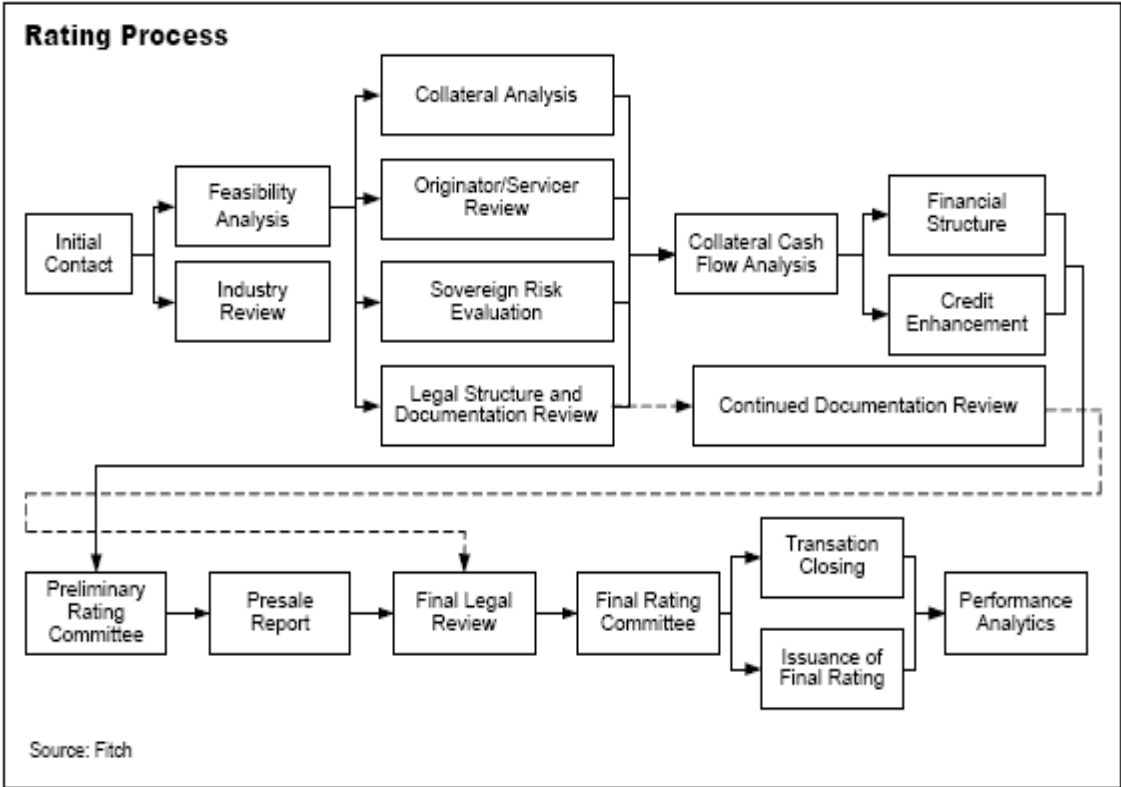 Rating Process
Collateral Analysis
Feasibility
Analysis
Originator/Servicer
Review
Financial
Structure
Initial
Contact
Collateral Cash
Flow Analysis
Industry
Review
Sovereign Risk
Evaluation
Credit
Enhancement
Legal Structure and
Documentation Review
Continued Documentation Review
Preliminary
Rating
Committee
Presale
Report
Final Legal
Review
Final Rating
Committee
Transation
Closing
Issuance of
Final Rating
Performance
Analytics
Source: Fitch